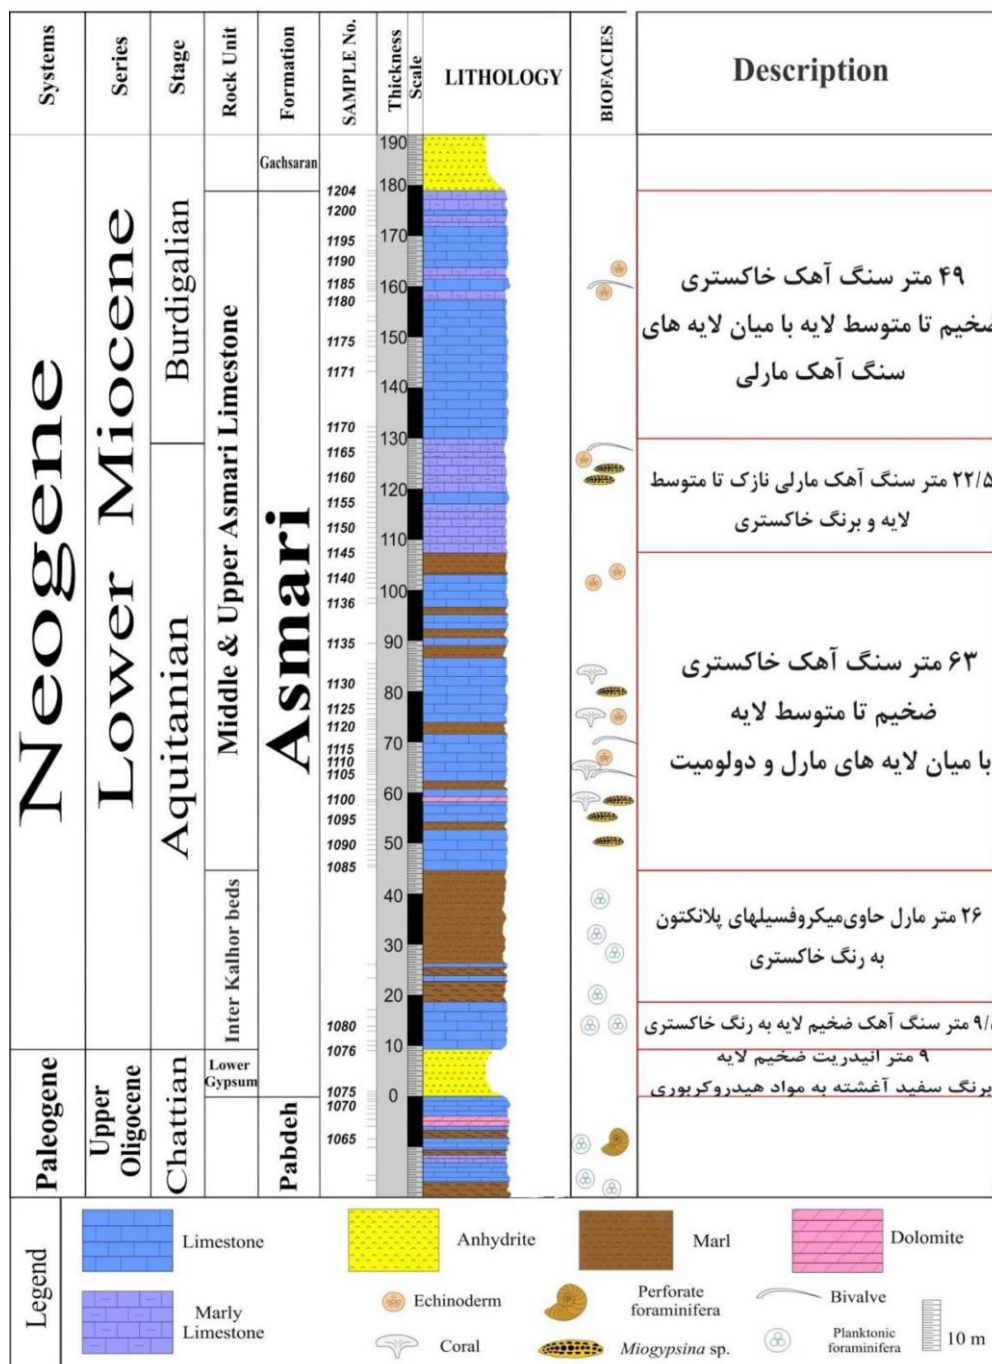 Systems
Series
Stage
Rock Unit
Formation
SAMPLE No.
Thickness
Scale
LITHOLOGY
BIOFACIES
Description
Neogene
Paleogene
Lower Miocene
Upper
Oligocene
Burdigalian
Aquitanian
Chattian
Middle & Upper Asmari Limestone
Inter Kalhor beds
Lower
Gypsum
Gachsaran
Asmari
Pabdeh
1204
1200
1195
1190
1185
1180
1175
1171
1170
1165
1160
1155
1150
1145
1140
1136
1135
1130
1125
1120
1115
1110
1105
1100
1095
1090
1085
1080
1076
1075
1070
1065
190
180
170
160
150
140
130
120
110
100
90
80
70
60
50
40
30
20
10
0
۴۹ متر سنگ آهک خاکستری
ضخیم تا متوسط لایه با میان لایه های
سنگ آهک مارلی
۲۲/۵ متر سنگ آهک مارلی نازک تا متوسط
لایه و برنگ خاکستری
۶۳ متر سنگ آهک خاکستری
ضخیم تا متوسط لایه
با میان لایه های مارل و دولومیت
۲۶ متر مارل حاوی‌میکروفسیلهای پلانکتون
به رنگ خاکستری
۹/۵ متر سنگ آهک ضخیم لایه به رنگ خاکستری
۹ متر انیدریت ضخیم لایه
برنگ سفید آغشته به مواد هیدروکربوری
Legend
Limestone
Anhydrite
Marl
Dolomite
Marly
Limestone
Echinoderm
Perforate
foraminifera
Bivalve
Coral
Miogypsina sp.
Planktonic
foraminifera
10 m